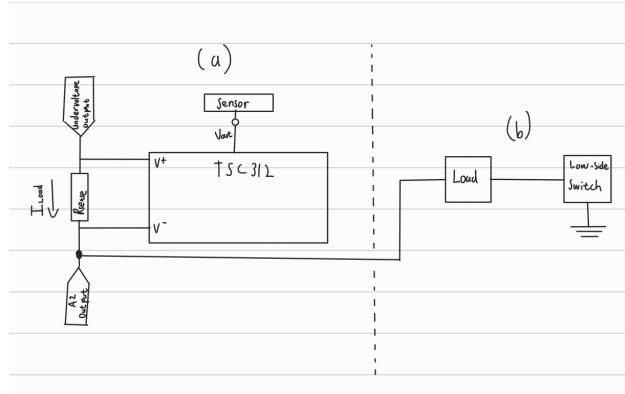 (a)
Undervoltage
output
Sensor
Vout
V+
TSC312
ILoad
Rsense
V-
A2
Output
(b)
Load
Low-side
Switch